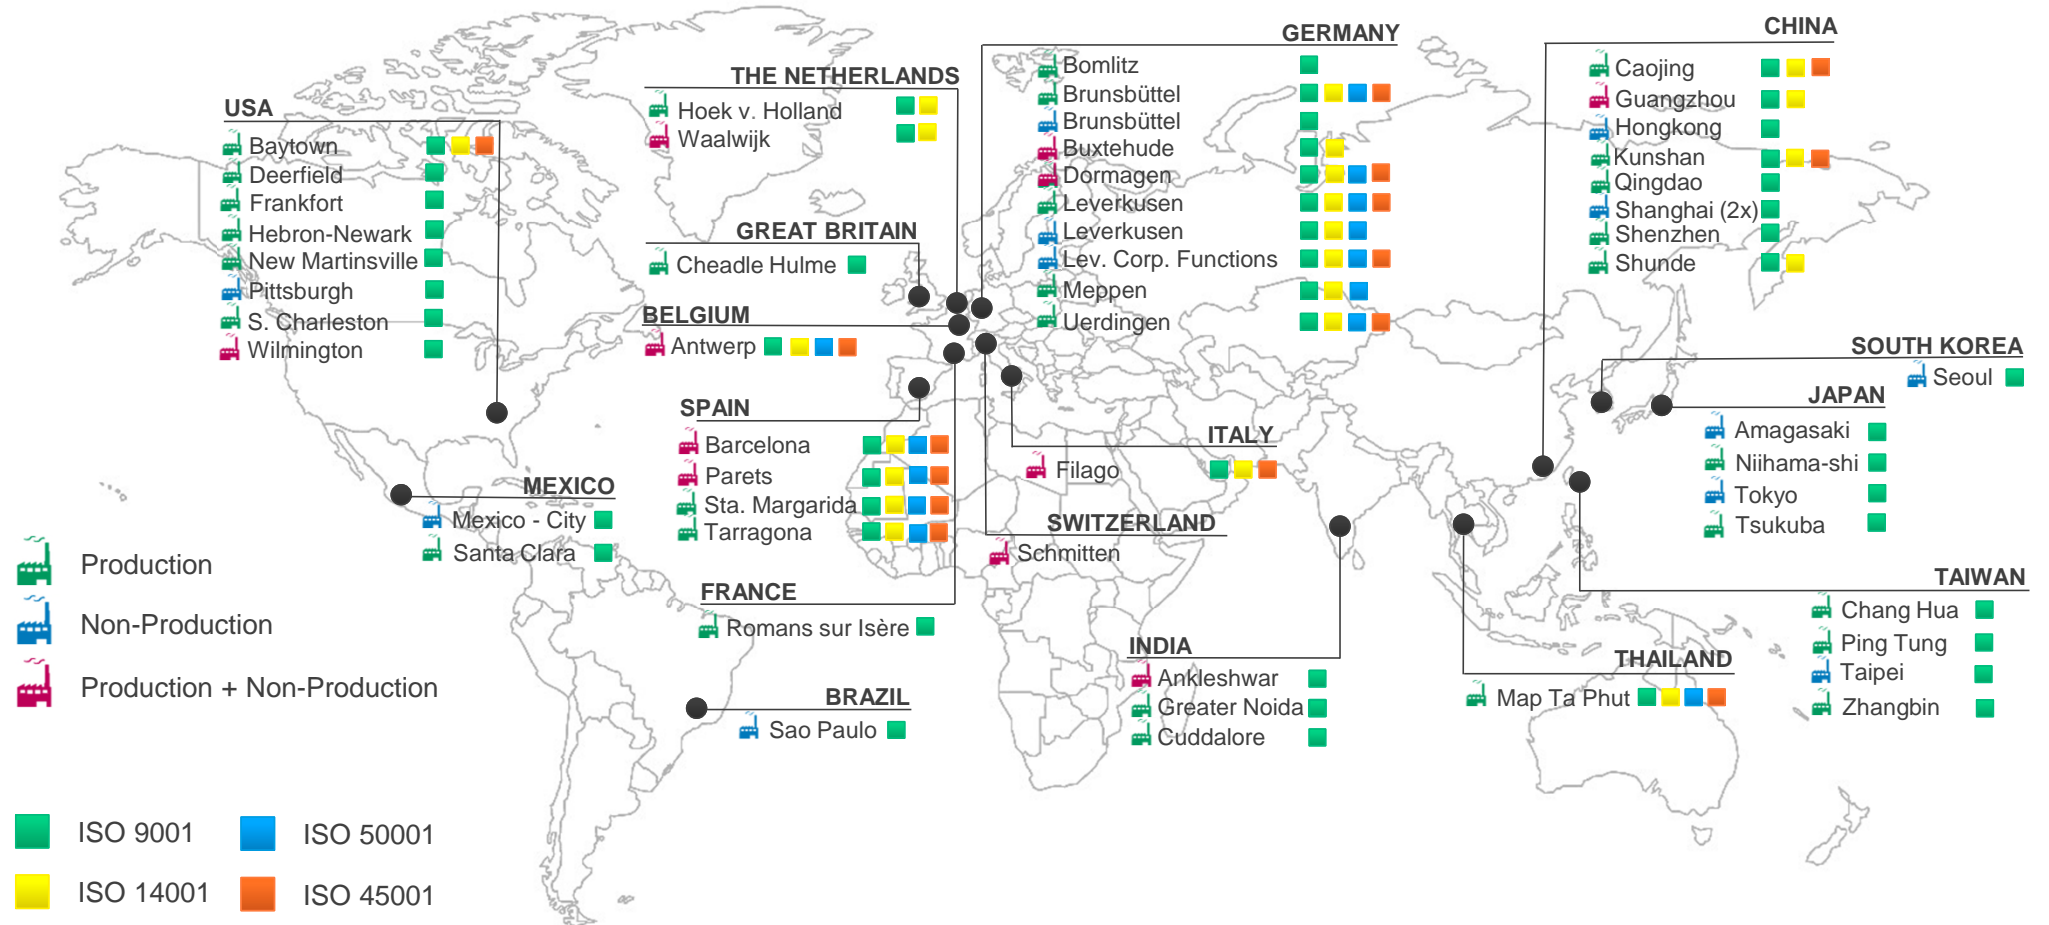 USA
Baytown
Deerfield
Frankfort
Hebron-Newark
New Martinsville
Pittsburgh
S. Charleston
Wilmington
MEXICO
Mexico - City
Santa Clara
THE NETHERLANDS
Hoek v. Holland
Waalwijk
GREAT BRITAIN
Cheadle Hulme
BELGIUM
Antwerp
SPAIN
Barcelona
Parets
Sta. Margarida
Tarragona
FRANCE
Romans sur Isère
BRAZIL
Sao Paulo
GERMANY
Bomlitz
Brunsbüttel
Brunsbüttel
Buxtehude
Dormagen
Leverkusen
Leverkusen
Lev. Corp. Functions
Meppen
Uerdingen
ITALY
Filago
SWITZERLAND
Schmitten
INDIA
Ankleshwar
Greater Noida
Cuddalore
CHINA
Caojing
Guangzhou
Hongkong
Kunshan
Qingdao
Shanghai (2x)
Shenzhen
Shunde
SOUTH KOREA
Seoul
JAPAN
Amagasaki
Niihama-shi
Tokyo
Tsukuba
TAIWAN
Chang Hua
Ping Tung
Taipei
Zhangbin
THAILAND
Map Ta Phut
Production
Non-Production
Production + Non-Production
ISO 9001
ISO 50001
ISO 14001
ISO 45001